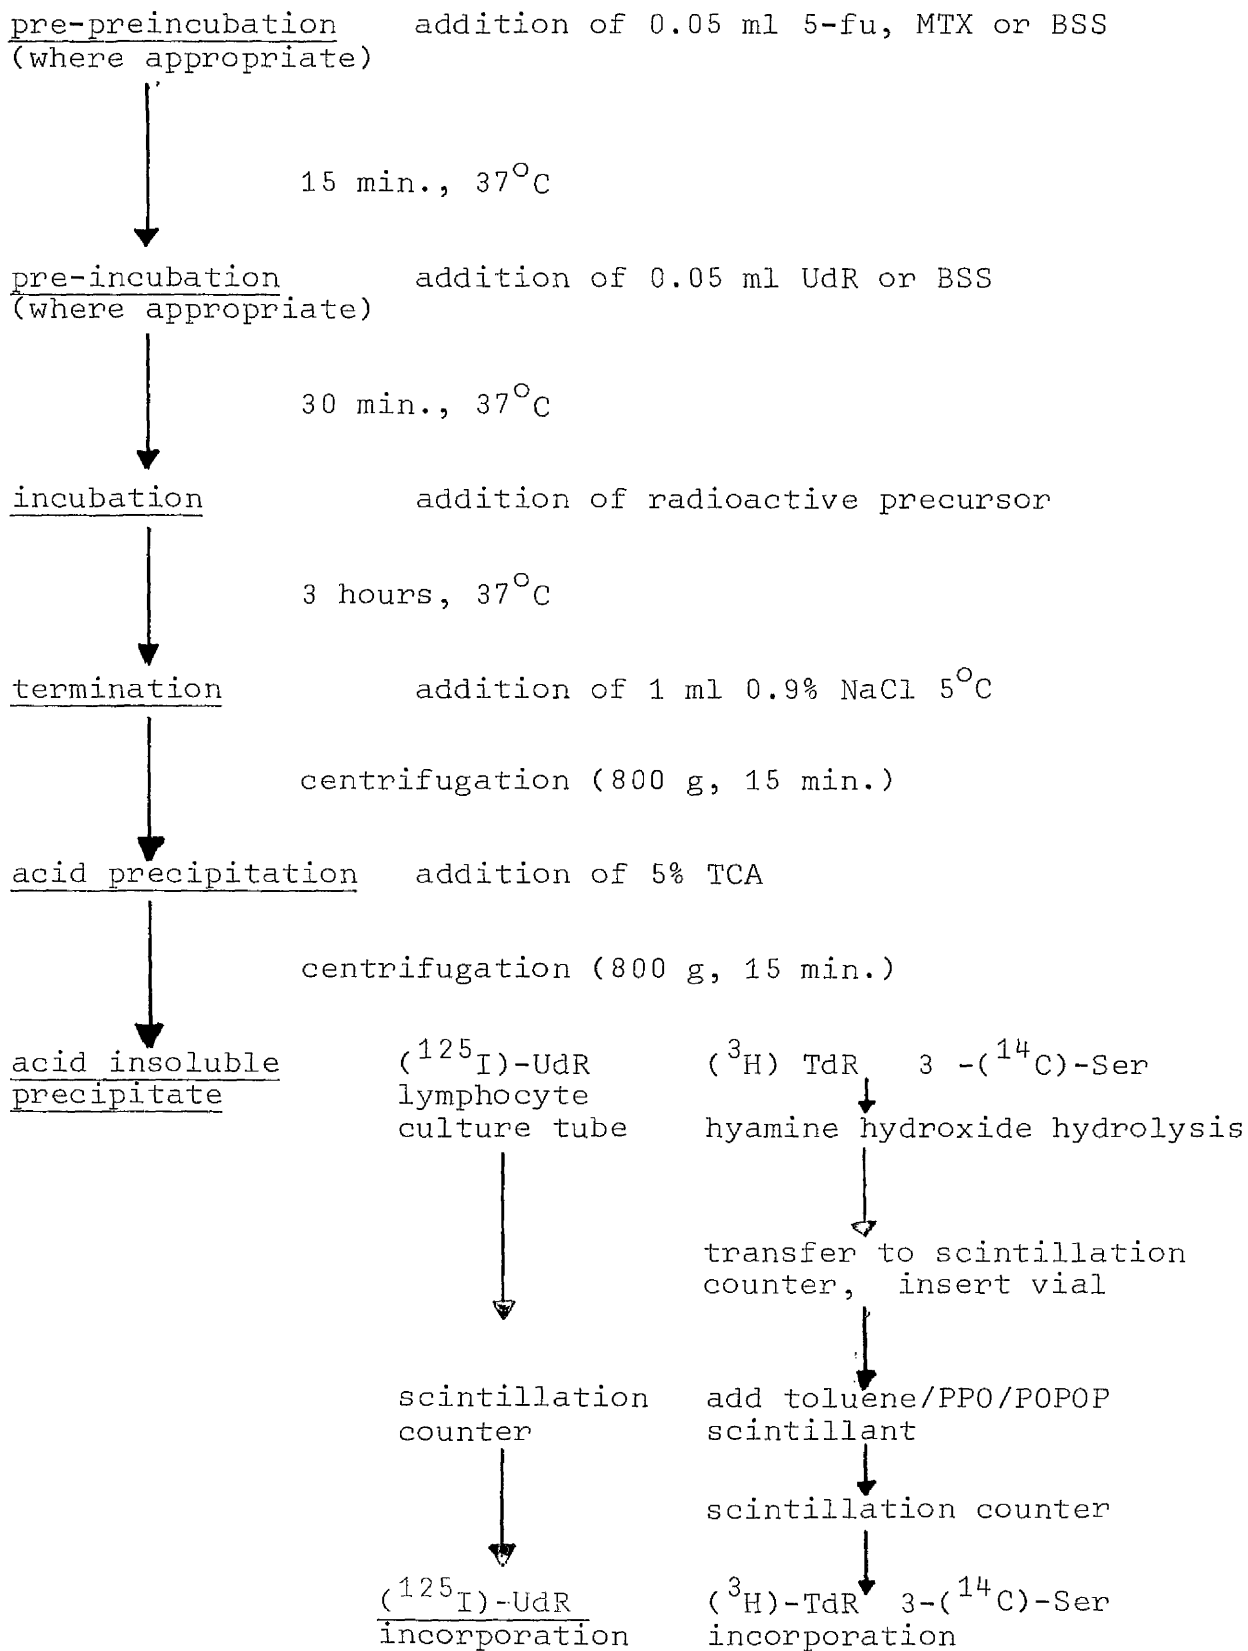 pre-preincubation addition of 0.05 ml 5-fu, MTX or BSS
(where appropriate)
15 min., 37°C
pre-incubation addition of 0.05 ml UdR or BSS
(where appropriate)
30 min., 37°C
incubation addition of radioactive precursor
3 hours, 37°C
termination addition of 1 ml 0.9% NaCl 5°C
centrifugation (800 g, 15 min.)
acid precipitation addition of 5% TCA
centrifugation (800 g, 15 min.)
acid insoluble precipitate
(¹²⁵I)-UdR
lymphocyte
culture tube
scintillation
counter
(¹²⁵I)-UdR
incorporation
(³H) TdR 3 -(¹⁴C)-Ser
hyamine hydroxide hydrolysis
transfer to scintillation
counter, insert vial
add toluene/PPO/POPOP
scintillant
scintillation counter
(³H)-TdR 3-(¹⁴C)-Ser
incorporation